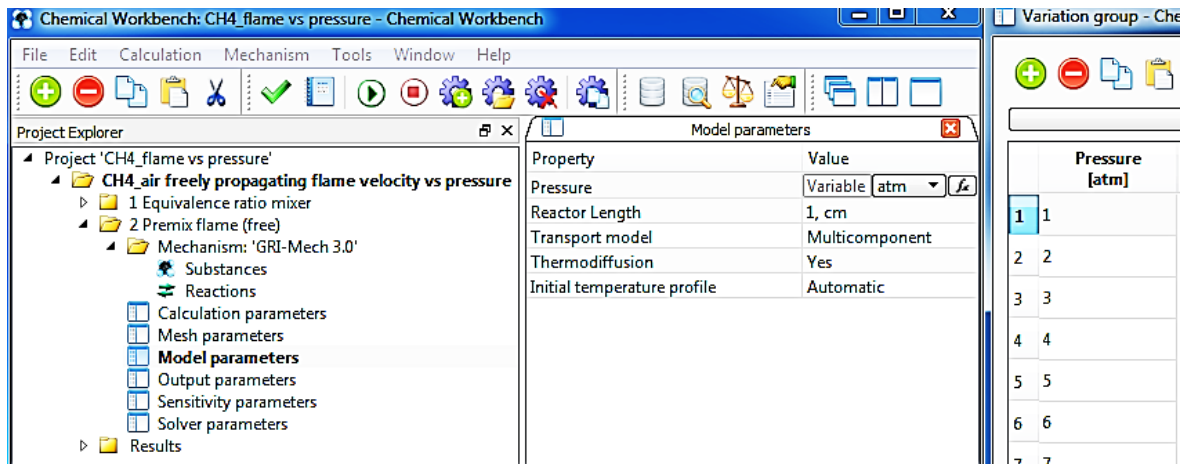 Chemical Workbench: CH4_flame vs pressure - Chemical Workbench
File Edit Calculation Mechanism Tools Window Help
Project Explorer
Project 'CH4_flame vs pressure'
CH4_air freely propagating flame velocity vs pressure
1 Equivalence ratio mixer
2 Premix flame (free)
Mechanism: 'GRI-Mech 3.0'
Substances
Reactions
Calculation parameters
Mesh parameters
Model parameters
Output parameters
Sensitivity parameters
Solver parameters
Results
Model parameters
Property Value
Pressure Variable atm fx
Reactor Length 1, cm
Transport model Multicomponent
Thermodiffusion Yes
Initial temperature profile Automatic
Variation group - Che
Pressure
[atm]
1 1
2 2
3 3
4 4
5 5
6 6
7 7